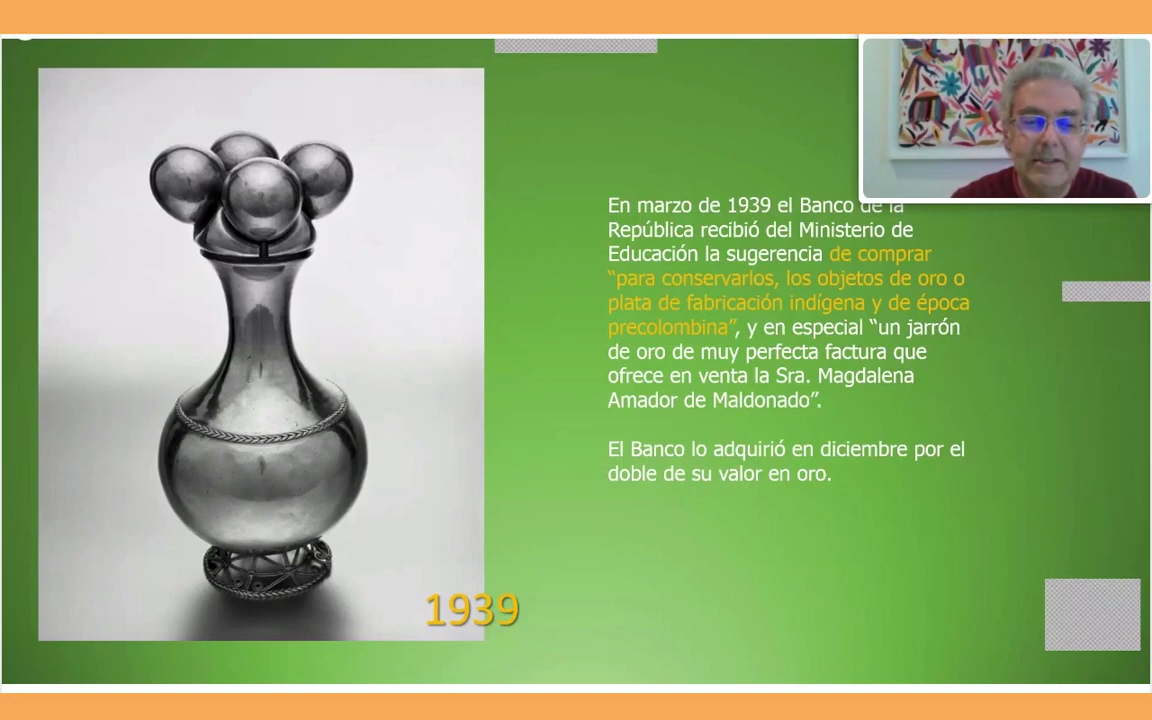 En marzo de 1939 el Banco de la
República recibió del Ministerio de
Educación la sugerencia de comprar
“para conservarlos, los objetos de oro o
plata de fabricación indígena y de época
precolombina”, y en especial “un jarrón
de oro de muy perfecta factura que
ofrece en venta la Sra. Magdalena
Amador de Maldonado”.
El Banco lo adquirió en diciembre por el
doble de su valor en oro.
1939